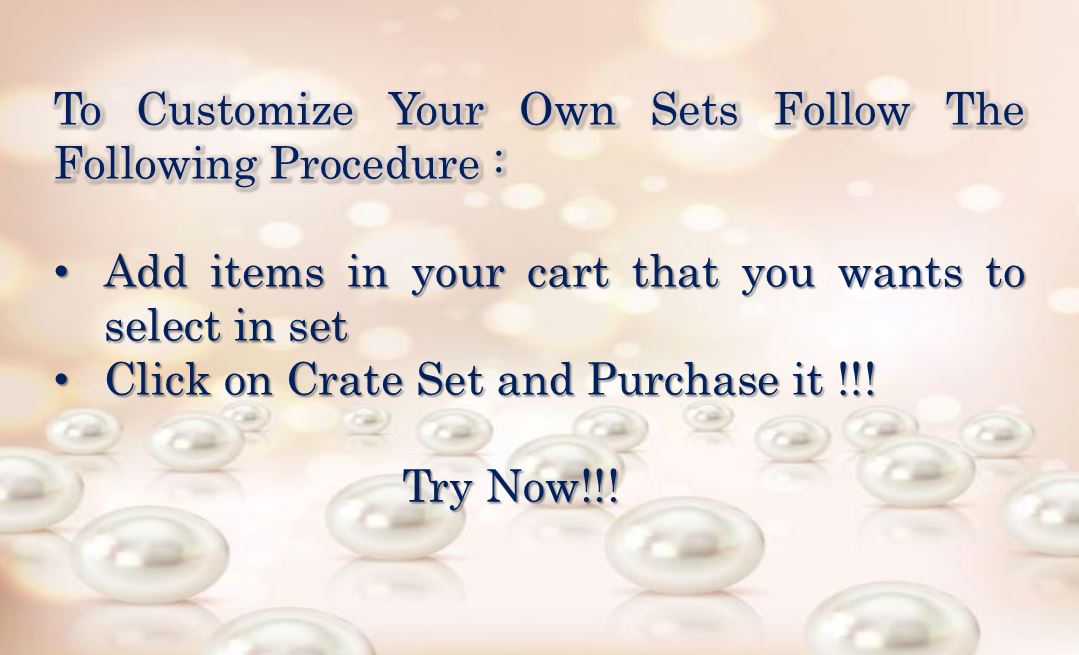 To Customize Your Own Sets Follow The
Following Procedure :
• Add items in your cart that you wants to
select in set
• Click on Crate Set and Purchase it !!!
Try Now!!!